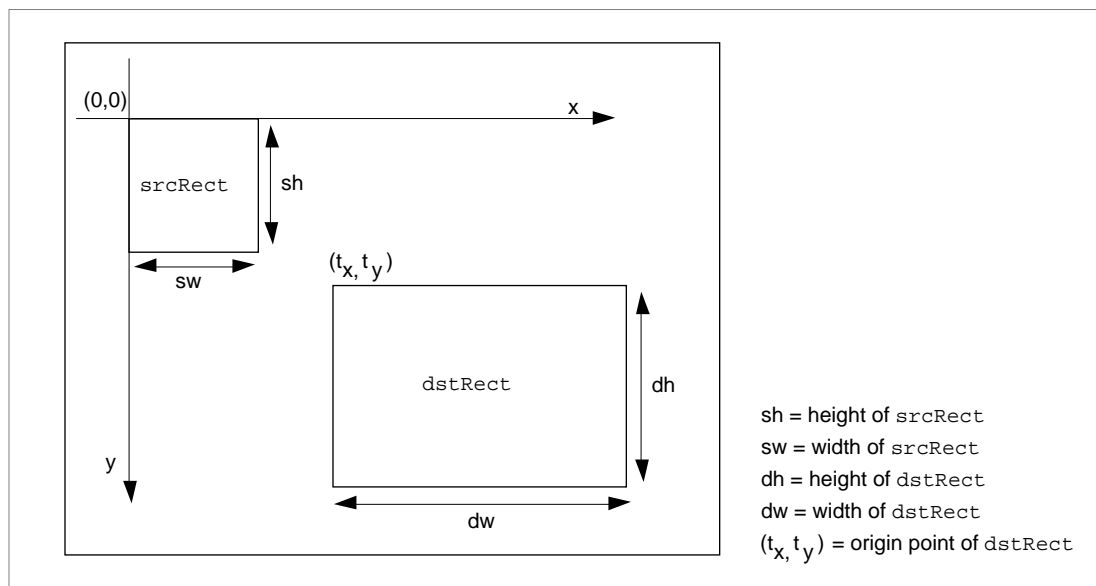 (0,0)
x
srcRect
sh
sw
(tx, ty)
dstRect
dh
y
dw
sh = height of srcRect
sw = width of srcRect
dh = height of dstRect
dw = width of dstRect
(tx, ty) = origin point of dstRect